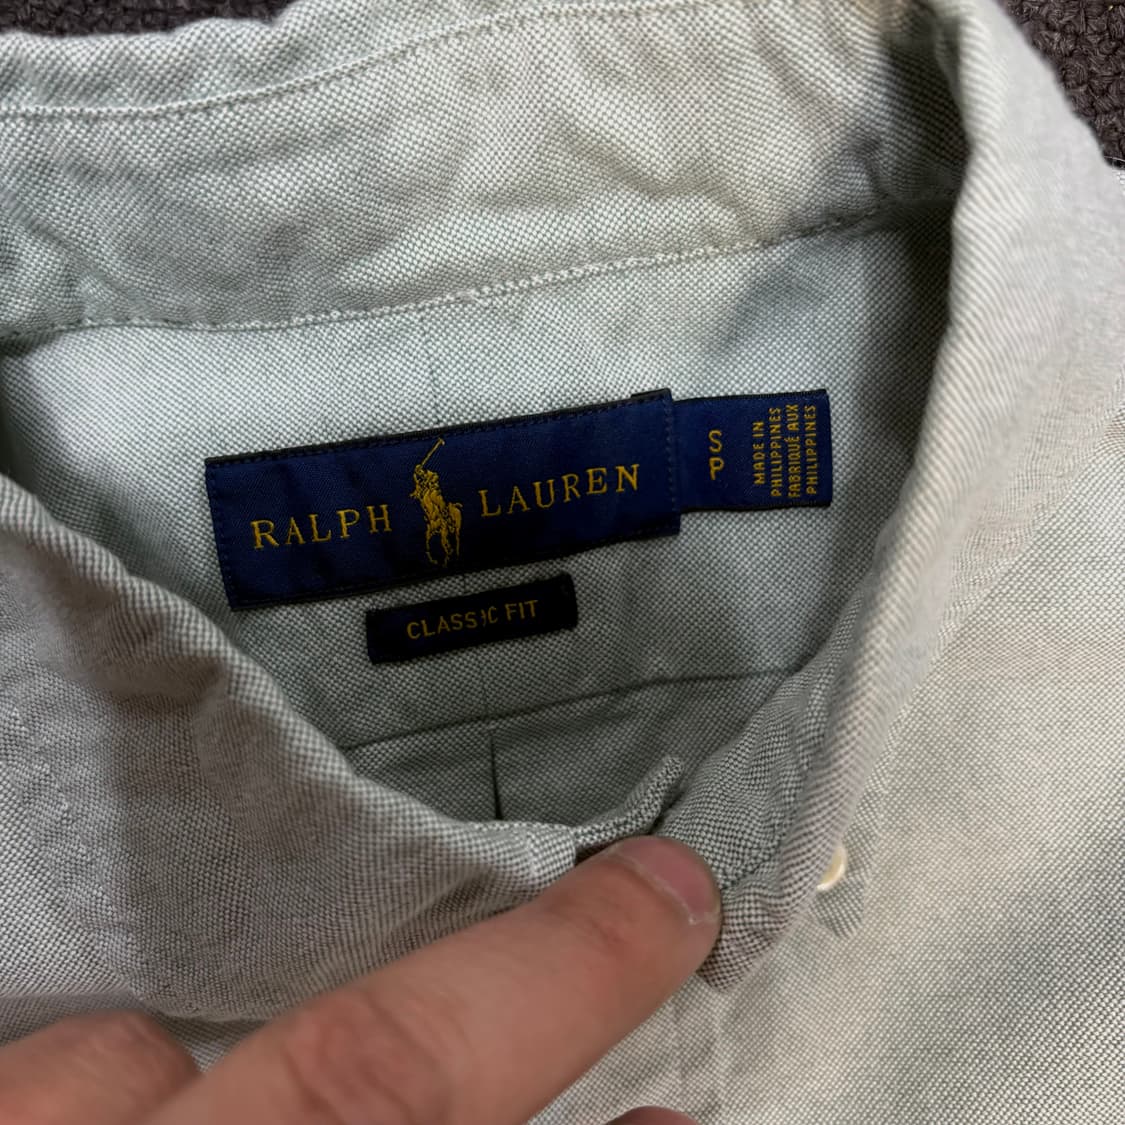 RALPH LAUREN
S
P
MADE IN
PHILIPPINES
FABRIQUÉ AUX
PHILIPPINES
CLASSIC FIT